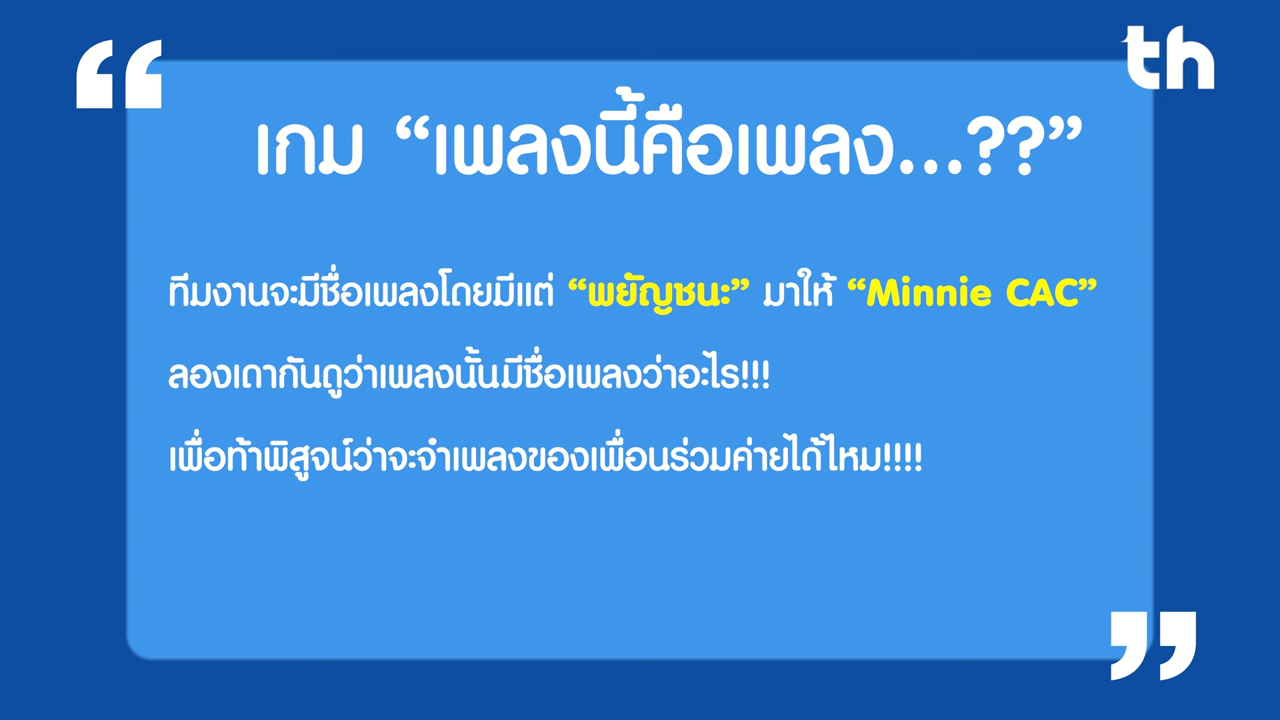 th
เกม “เพลงนี้คือเพลง...??”
ทีมงานจะมีชื่อเพลงโดยมีแต่ “พยัญชนะ” มาให้ “Minnie CAC”
ลองเดากันดูว่าเพลงนั้นมีชื่อเพลงว่าอะไร!!!
เพื่อท้าพิสูจน์ว่าจะจำเพลงของเพื่อนร่วมค่ายได้ไหม!!!!